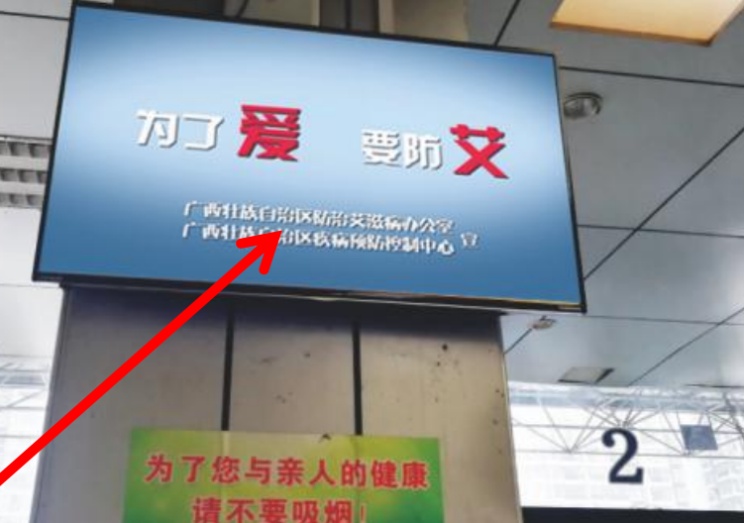 为了爱 要防艾
广西壮族自治区防治艾滋病办公室
广西壮族自治区疾病预防控制中心 宣
2
为了您与亲人的健康
请不要吸烟！